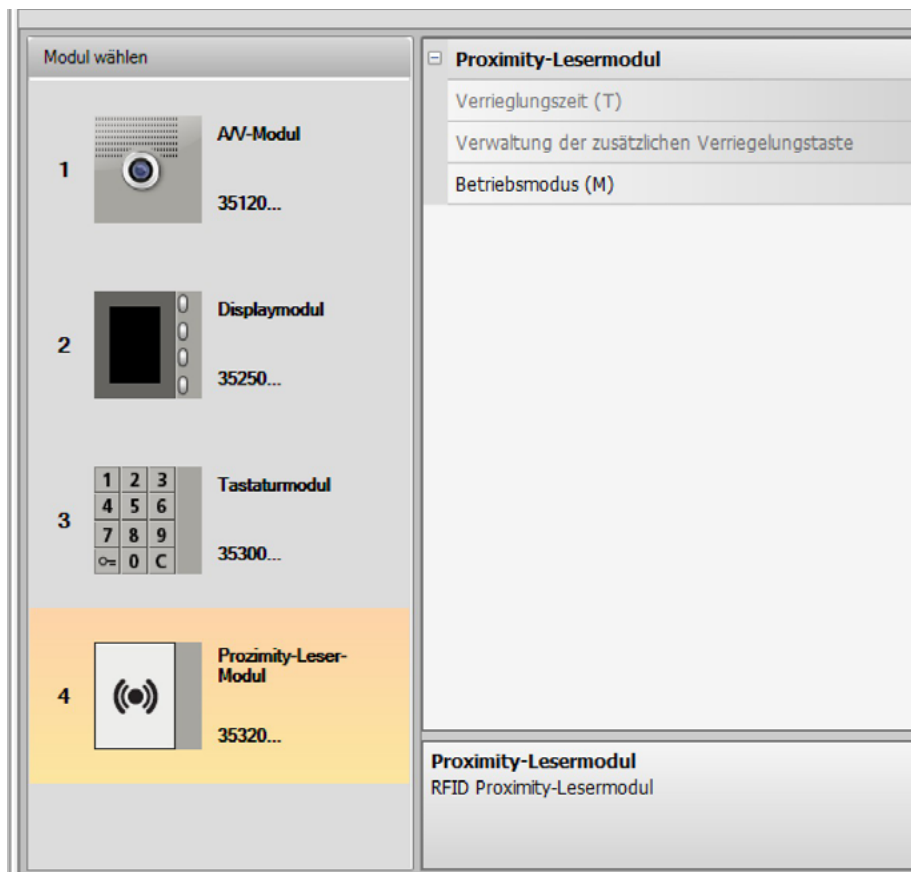 Modul wählen
1
A/V-Modul
35120...
2
Displaymodul
35250...
3
1 2 3
4 5 6
7 8 9
0 C
Tastaturmodul
35300...
4
Prozimity-Leser-
Modul
35320...
Proximity-Lesermodul
Verrieglungszeit (T)
Verwaltung der zusätzlichen Verriegelungstaste
Betriebsmodus (M)
Proximity-Lesermodul
RFID Proximity-Lesermodul